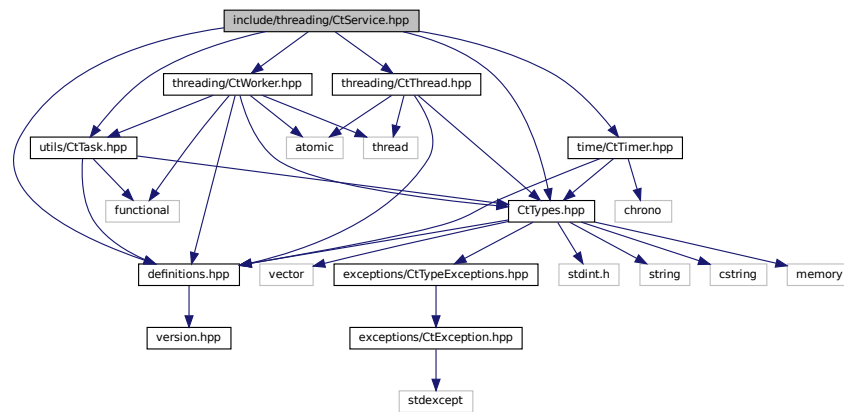 include/threading/CtService.hpp
threading/CtWorker.hpp
threading/CtThread.hpp
utils/CtTask.hpp
atomic
thread
time/CtTimer.hpp
functional
CtTypes.hpp
chrono
definitions.hpp
vector
exceptions/CtTypeExceptions.hpp
stdint.h
string
cstring
memory
version.hpp
exceptions/CtException.hpp
stdexcept